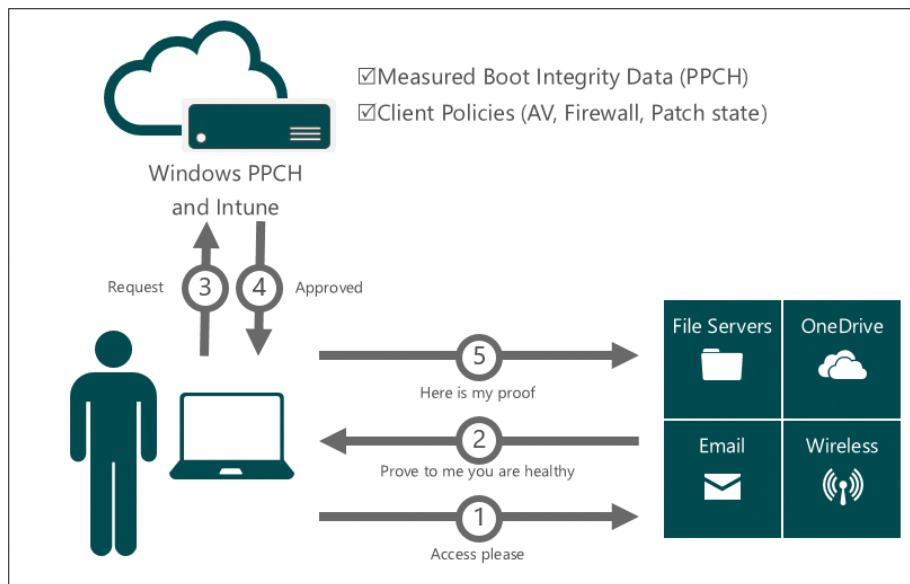 ☑Measured Boot Integrity Data (PPCH)
☑Client Policies (AV, Firewall, Patch state)
Windows PPCH
and Intune
Request
3
4
Approved
5
Here is my proof
2
Prove to me you are healthy
1
Access please
File Servers
OneDrive
Email
Wireless